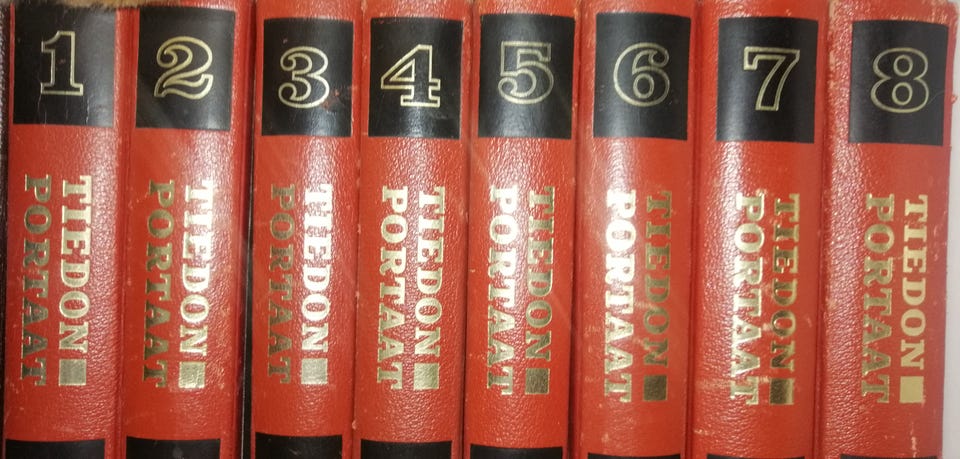 1
TIEDON
PORTAAT
2
TIEDON
PORTAAT
3
TIEDON
PORTAAT
4
TIEDON
PORTAAT
5
TIEDON
PORTAAT
6
TIEDON
PORTAAT
7
TIEDON
PORTAAT
8
TIEDON
PORTAAT